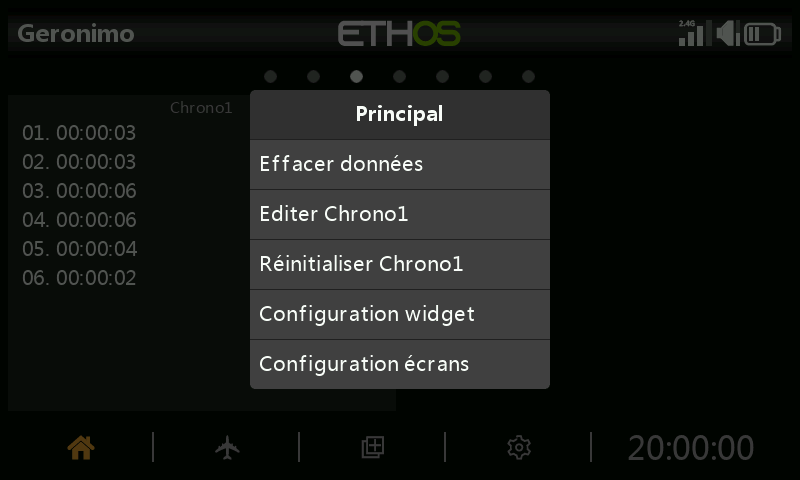 Geronimo
ETHOS
2.4G
Chrono1
01. 00:00:03
02. 00:00:03
03. 00:00:06
04. 00:00:06
05. 00:00:04
06. 00:00:02
Principal
Effacer données
Editer Chrono1
Réinitialiser Chrono1
Configuration widget
Configuration écrans
20:00:00